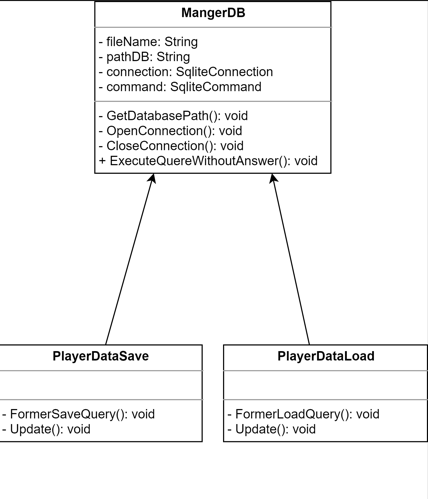 MangerDB
- fileName: String
- pathDB: String
- connection: SqliteConnection
- command: SqliteCommand
- GetDatabasePath(): void
- OpenConnection(): void
- CloseConnection(): void
+ ExecuteQuereWithoutAnswer(): void
PlayerDataSave
- FormerSaveQuery(): void
- Update(): void
PlayerDataLoad
- FormerLoadQuery(): void
- Update(): void